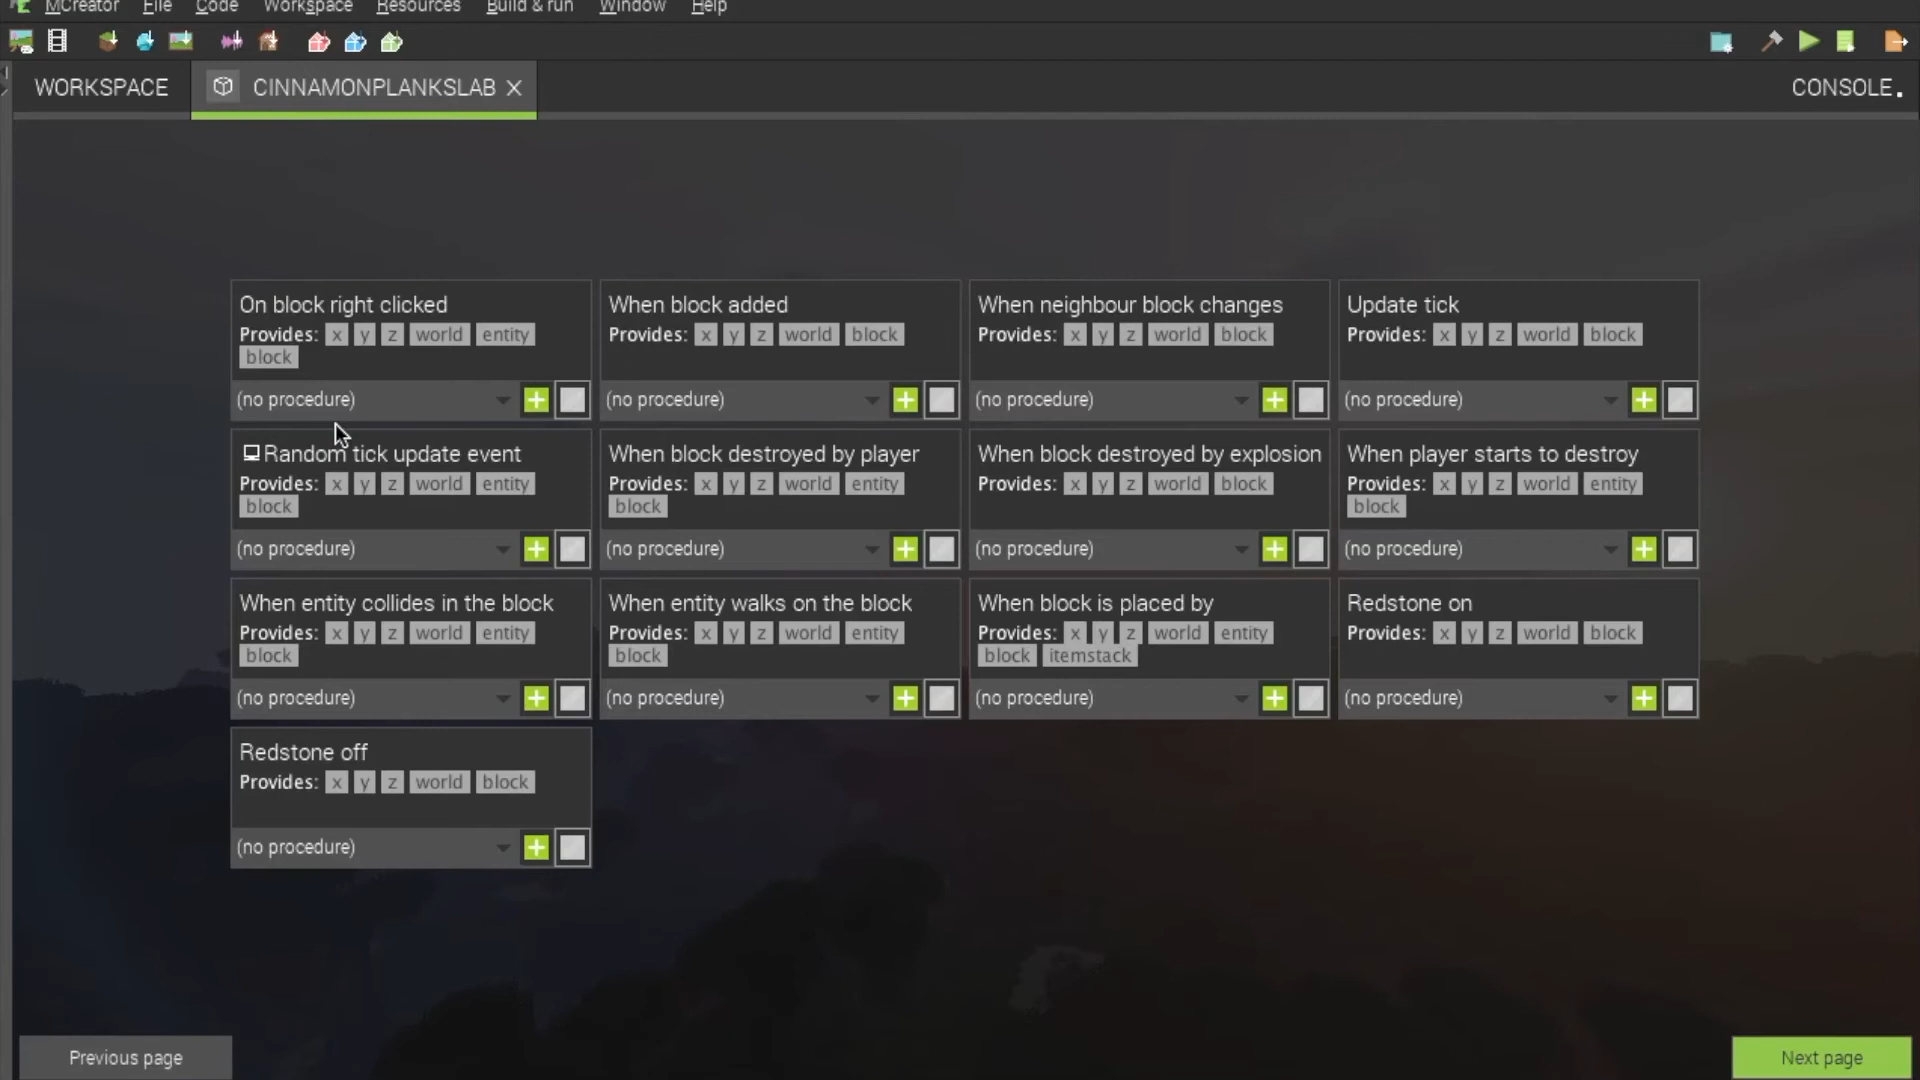 MCreator File Code Workspace Resources Build & run Window Help
WORKSPACE CINNAMONPLANKSLAB CONSOLE
On block right clicked When block added When neighbour block changes Update tick
Provides: x y z world entity Provides: x y z world block Provides: x y z world block Provides: x y z world block
block
(no procedure) (no procedure) (no procedure) (no procedure)
Random tick update event When block destroyed by player When block destroyed by explosion When player starts to destroy
Provides: x y z world entity Provides: x y z world entity Provides: x y z world block Provides: x y z world entity
block block block
(no procedure) (no procedure) (no procedure) (no procedure)
When entity collides in the block When entity walks on the block When block is placed by Redstone on
Provides: x y z world entity Provides: x y z world entity Provides: x y z world entity Provides: x y z world block
block block block itemstack
(no procedure) (no procedure) (no procedure) (no procedure)
Redstone off
Provides: x y z world block
(no procedure)
Previous page Next page